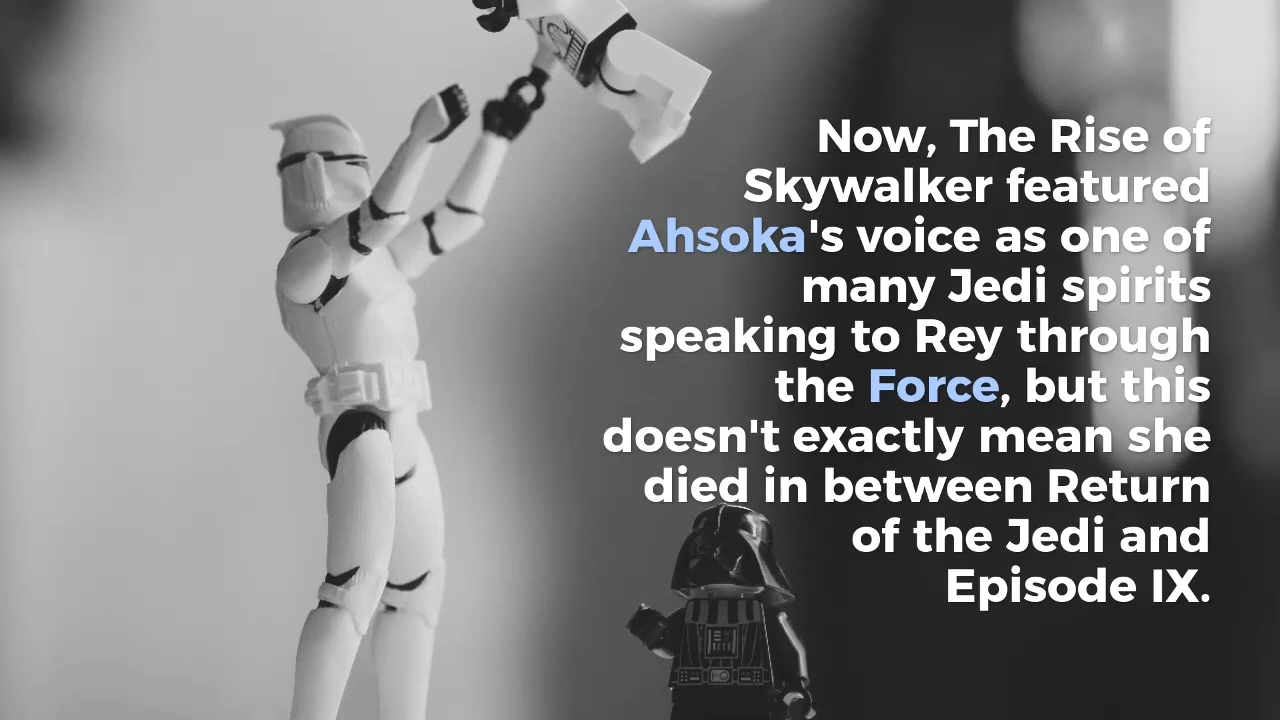 Now, The Rise of
Skywalker featured
Ahsoka's voice as one of
many Jedi spirits
speaking to Rey through
the Force, but this
doesn't exactly mean she
died in between Return
of the Jedi and
Episode IX.